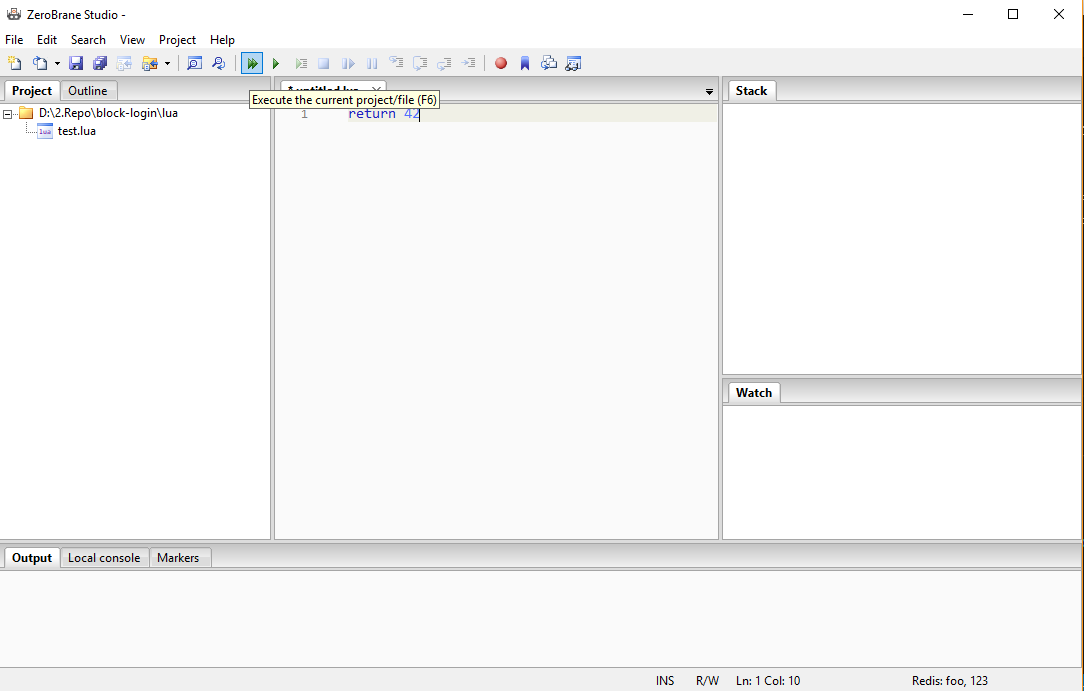 ZeroBrane Studio -
File Edit Search View Project Help
Project Outline
Stack
Execute the current project/file (F6)
D:\2.Repo\block-login\lua
lua test.lua
1 return 42
Watch
Output Local console Markers
INS R/W Ln: 1 Col: 10 Redis: foo, 123